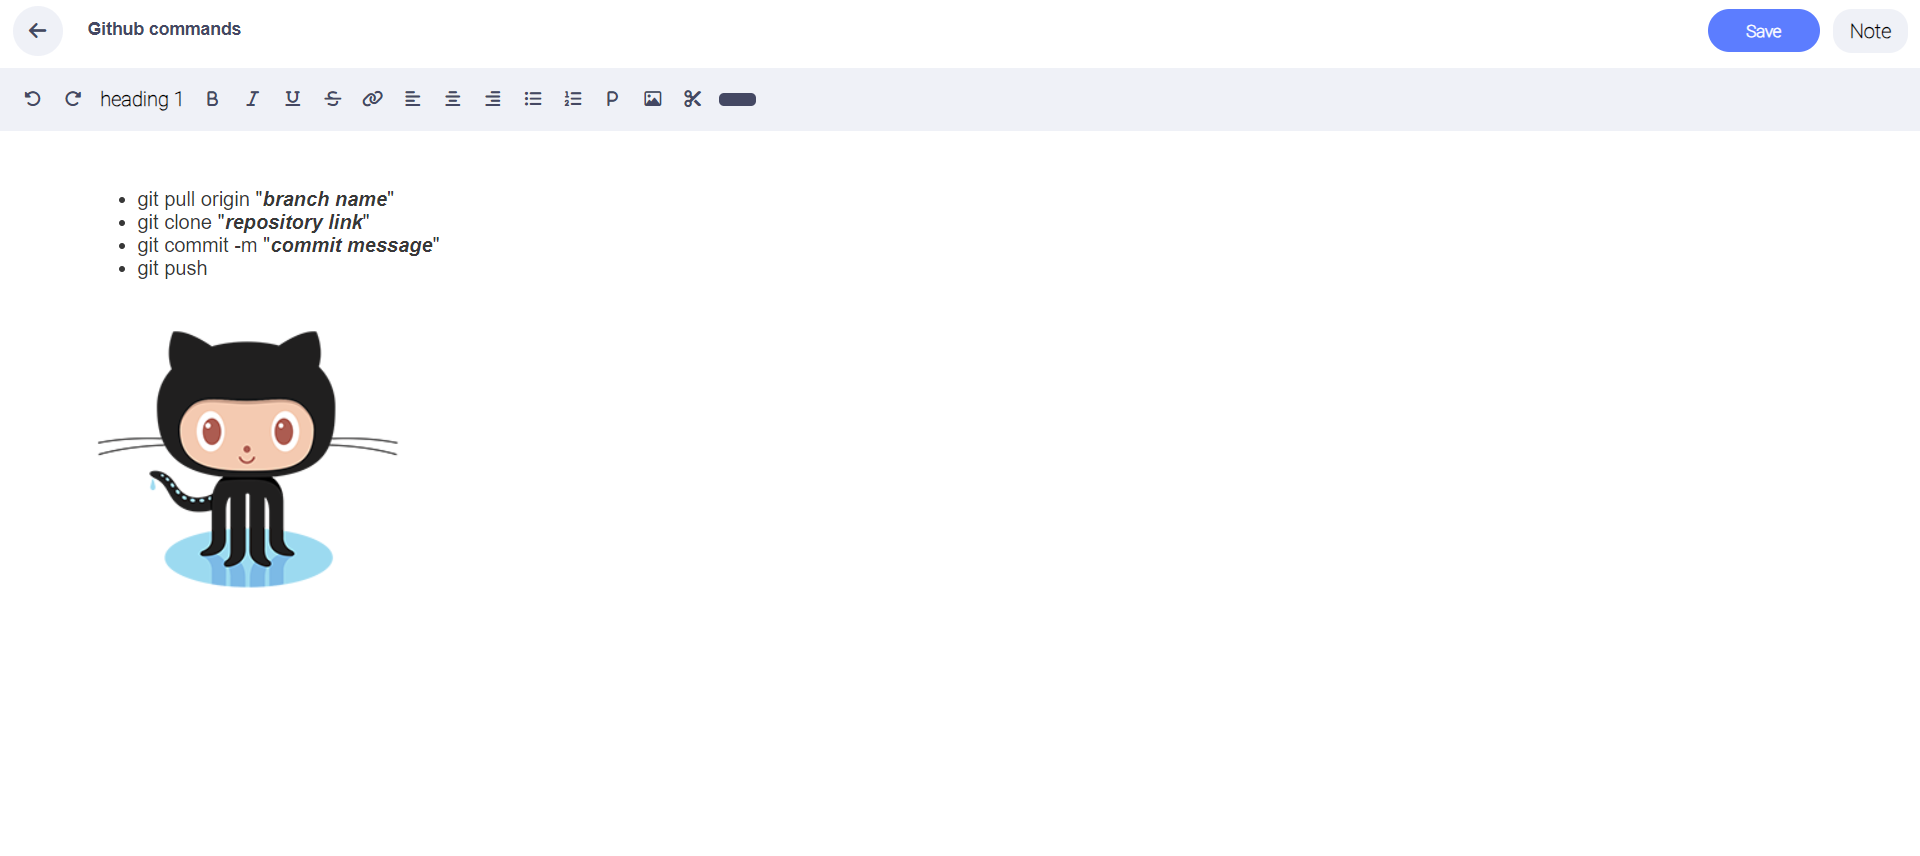 Github commands
Save
Note
heading 1
git pull origin "branch name"
git clone "repository link"
git commit -m "commit message"
git push